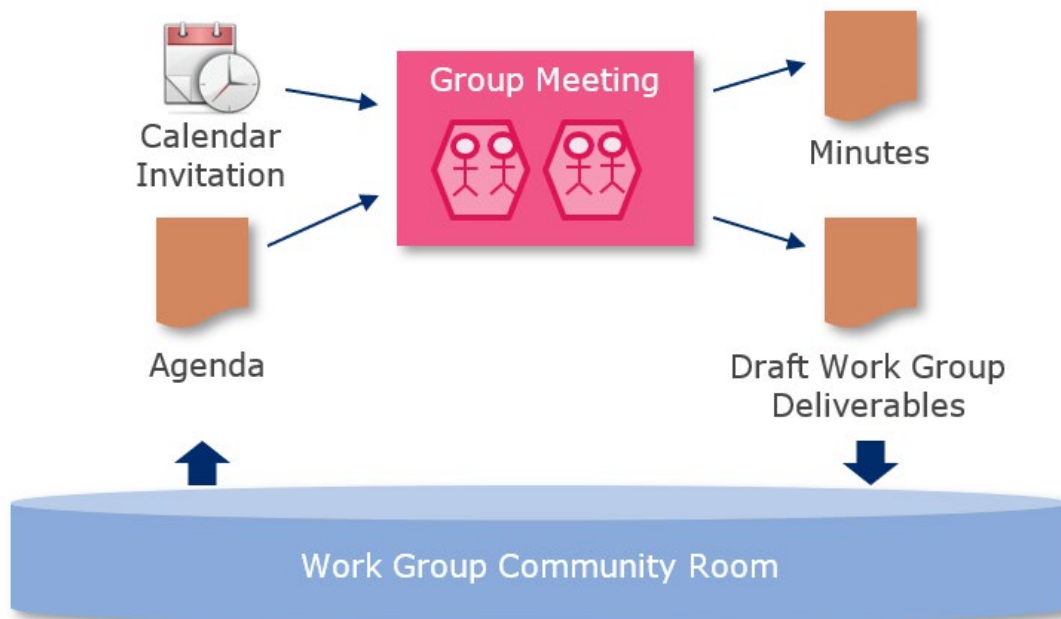 Calendar
Invitation
Agenda
Group Meeting
Minutes
Draft Work Group
Deliverables
Work Group Community Room